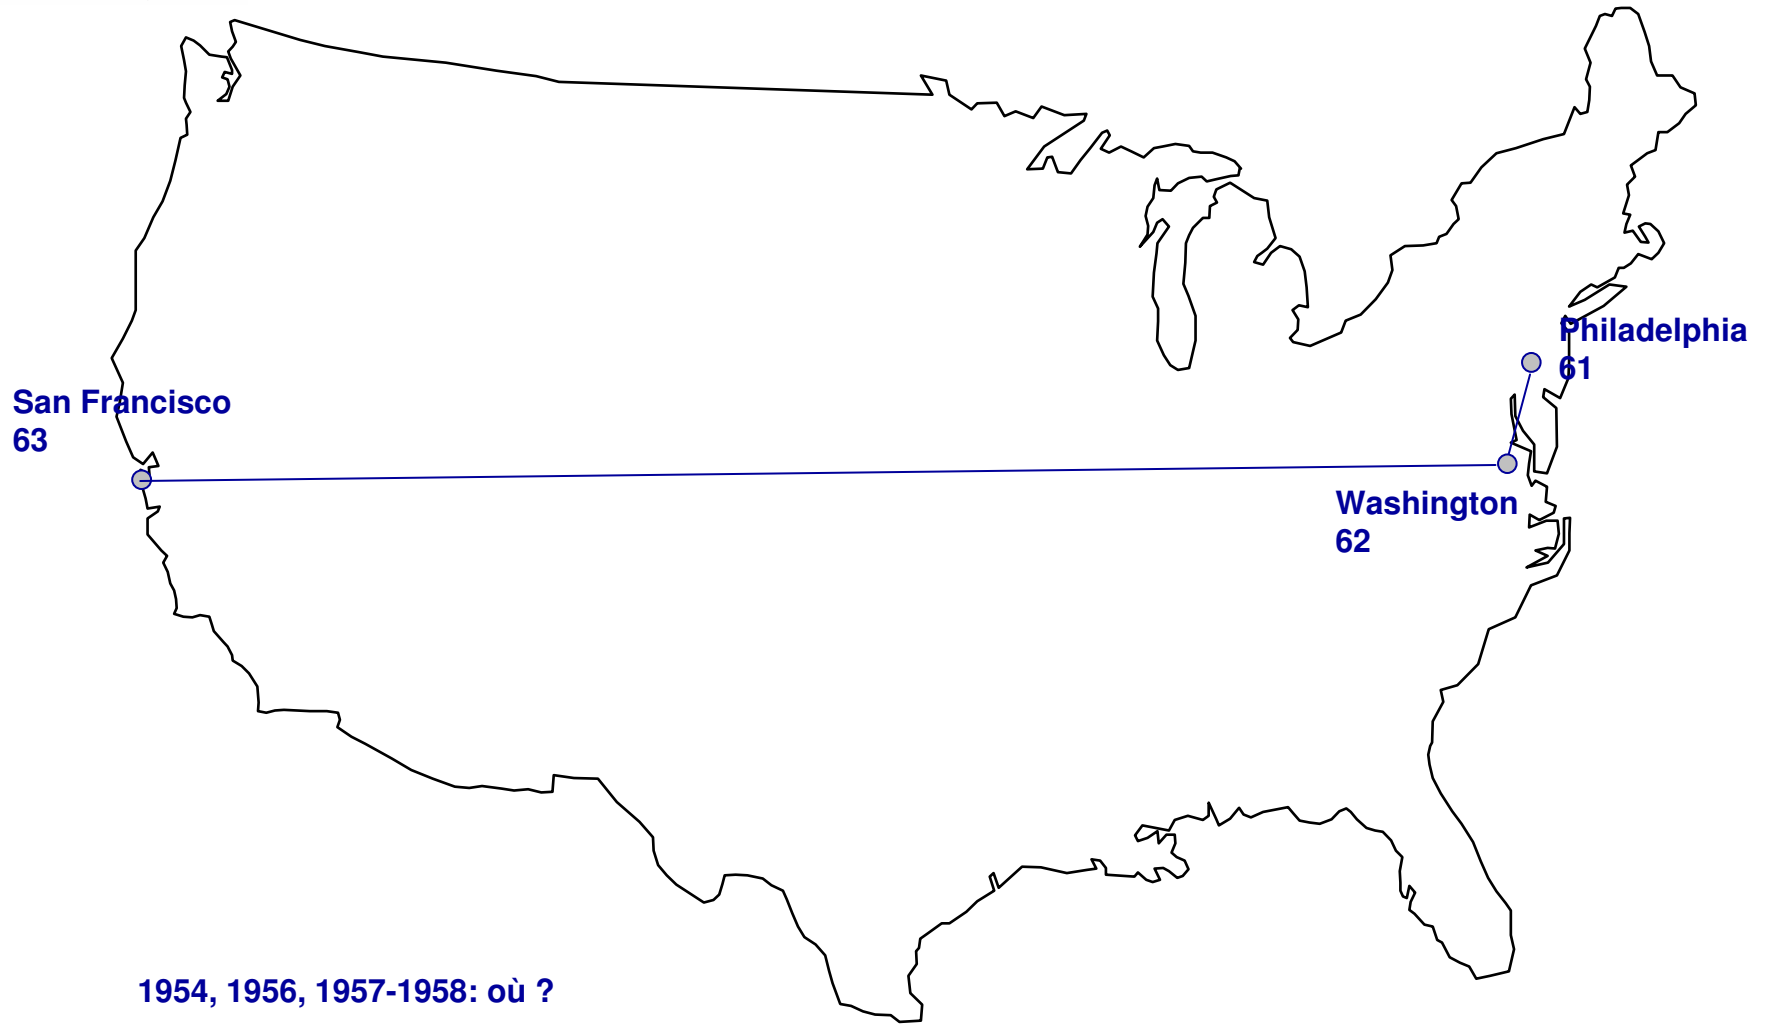 Philadelphia
61
San Francisco
63
Washington
62
1954, 1956, 1957-1958: où ?